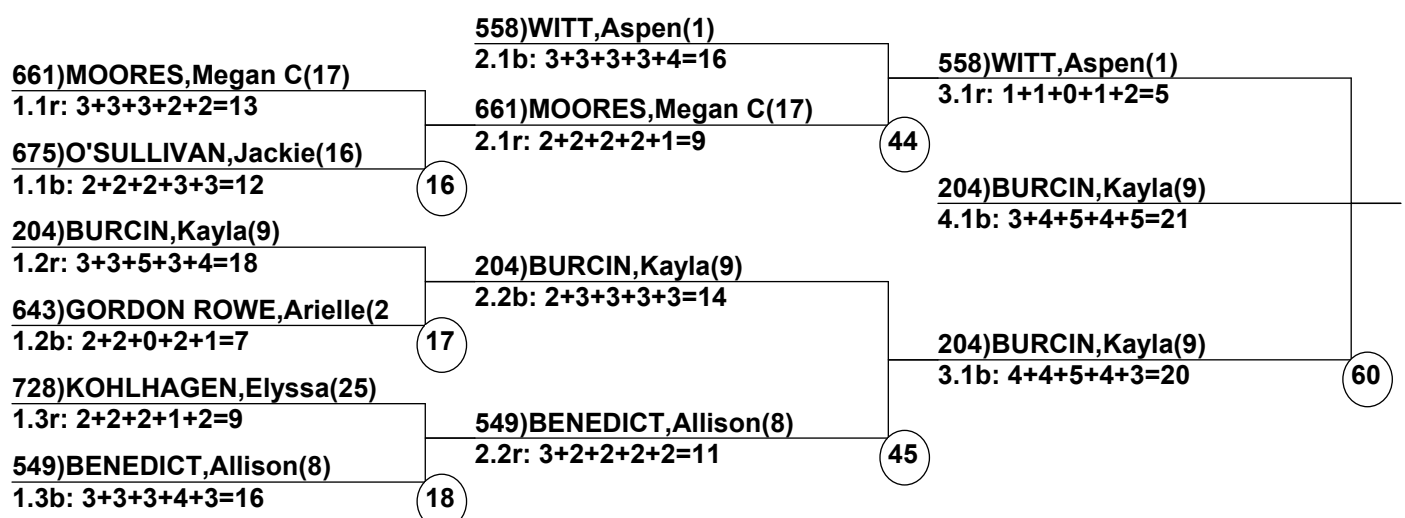 661)MOORES,Megan C(17)
1.1r: 3+3+3+2+2=13
675)O'SULLIVAN,Jackie(16)
1.1b: 2+2+2+3+3=12
16
204)BURCIN,Kayla(9)
1.2r: 3+3+5+3+4=18
643)GORDON ROWE,Arielle(2
1.2b: 2+2+0+2+1=7
17
728)KOHLHAGEN,Elyssa(25)
1.3r: 2+2+2+1+2=9
549)BENEDICT,Allison(8)
1.3b: 3+3+3+4+3=16
18
558)WITT,Aspen(1)
2.1b: 3+3+3+3+4=16
661)MOORES,Megan C(17)
2.1r: 2+2+2+2+1=9
44
204)BURCIN,Kayla(9)
2.2b: 2+3+3+3+3=14
549)BENEDICT,Allison(8)
2.2r: 3+2+2+2+2=11
45
558)WITT,Aspen(1)
3.1r: 1+1+0+1+2=5
204)BURCIN,Kayla(9)
4.1b: 3+4+5+4+5=21
204)BURCIN,Kayla(9)
3.1b: 4+4+5+4+3=20
60